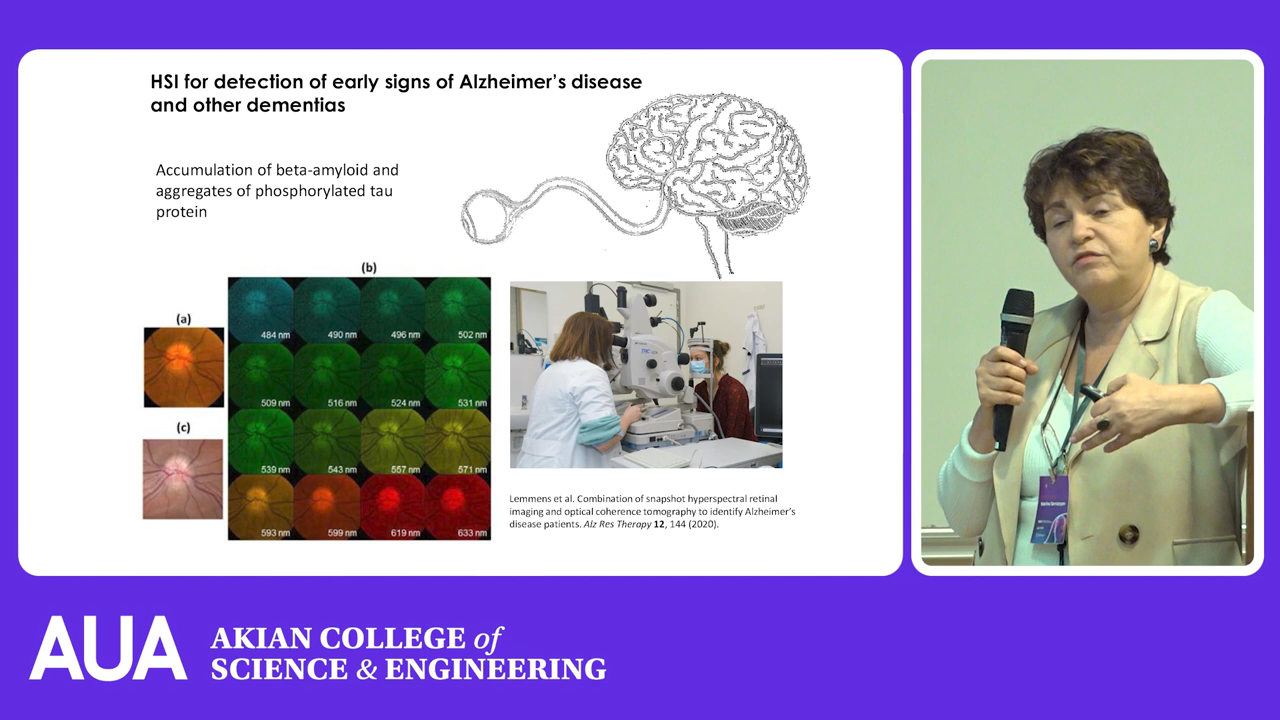 HSI for detection of early signs of Alzheimer's disease
and other dementias
Accumulation of beta-amyloid and
aggregates of phosphorylated tau
protein
(a)
(b)
484 nm
490 nm
496 nm
502 nm
509 nm
516 nm
524 nm
531 nm
539 nm
543 nm
557 nm
571 nm
593 nm
599 nm
619 nm
633 nm
(c)
Lemmens et al. Combination of snapshot hyperspectral retinal
imaging and optical coherence tomography to identify Alzheimer's
disease patients. Alz Res Therapy 12, 144 (2020).
AUA
AKIAN COLLEGE of
SCIENCE & ENGINEERING